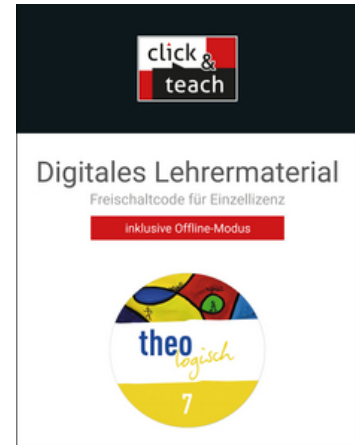 click &
teach
Digitales Lehrermaterial
Freischaltcode für Einzellizenz
inklusive Offline-Modus
theo
logisch
7